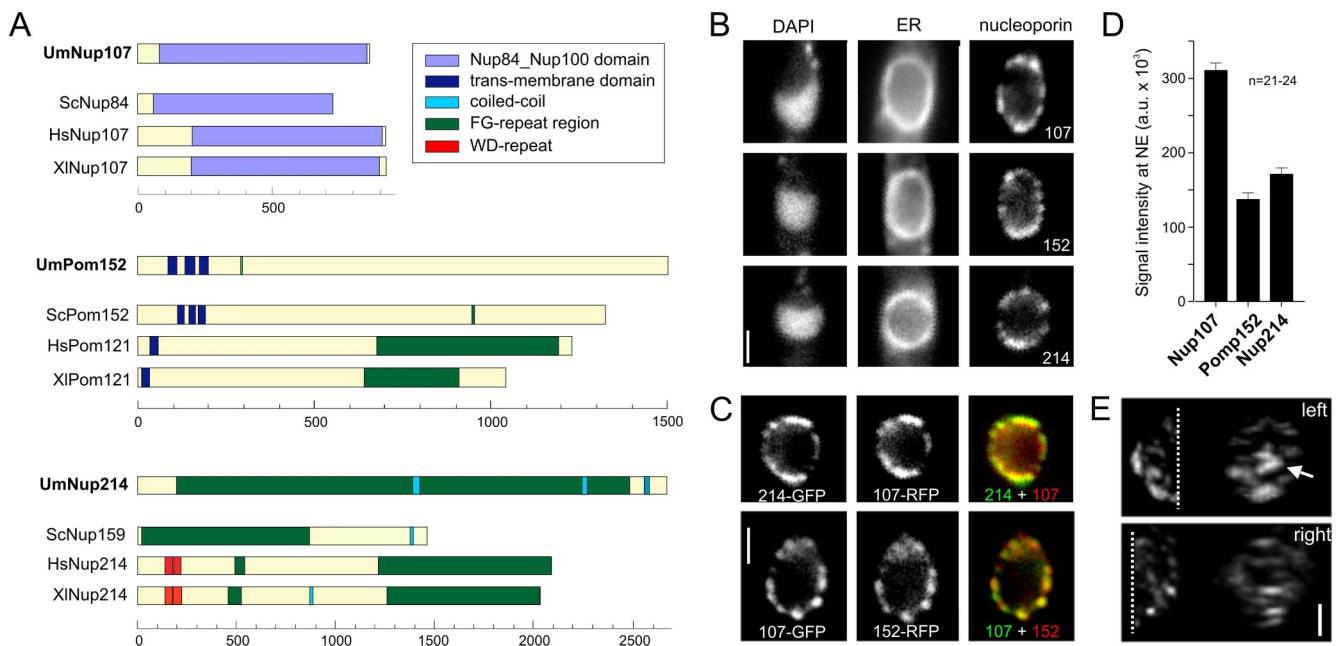 A
UmNup107
ScNup84
HsNup107
XlNup107
0 500
Nup84_Nup100 domain
trans-membrane domain
coiled-coil
FG-repeat region
WD-repeat
UmPom152
ScPom152
HsPom121
XlPom121
0 500 1000 1500
UmNup214
ScNup159
HsNup214
XlNup214
0 500 1000 1500 2000 2500
B
DAPI ER nucleoporin
107
152
214
C
214-GFP 107-RFP 214 + 107
107-GFP 152-RFP 107 + 152
D
Signal intensity at NE (a.u. x 10³)
300
200
100
0
n=21-24
Nup107
Pomp152
Nup214
E
left
right